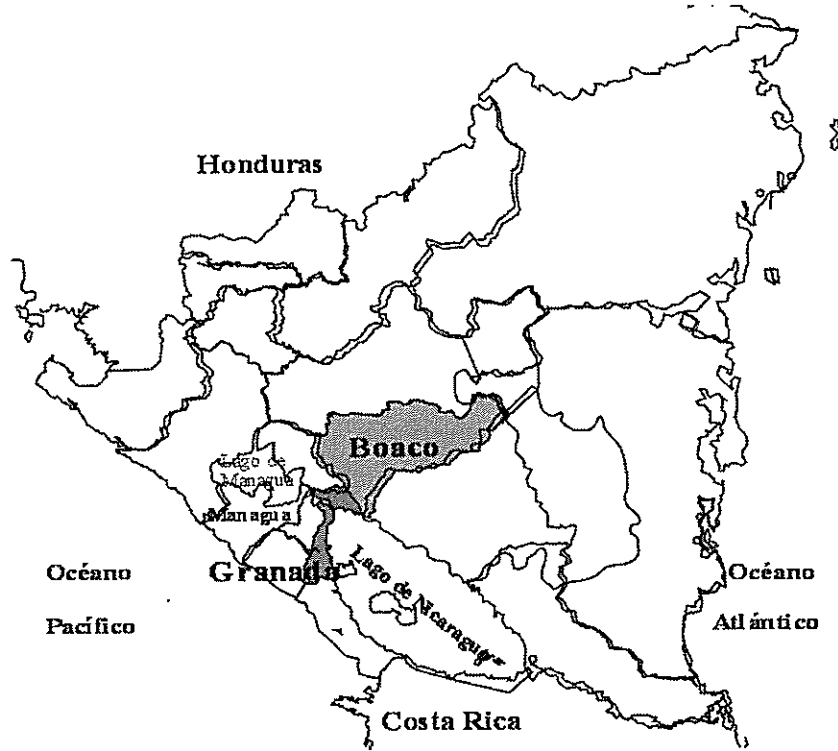 Honduras
Boaco
Lago de
Managua
Managua
Granada
Lago de Nicaragua
Océano
Pacífico
Océano
Atlántico
Costa Rica